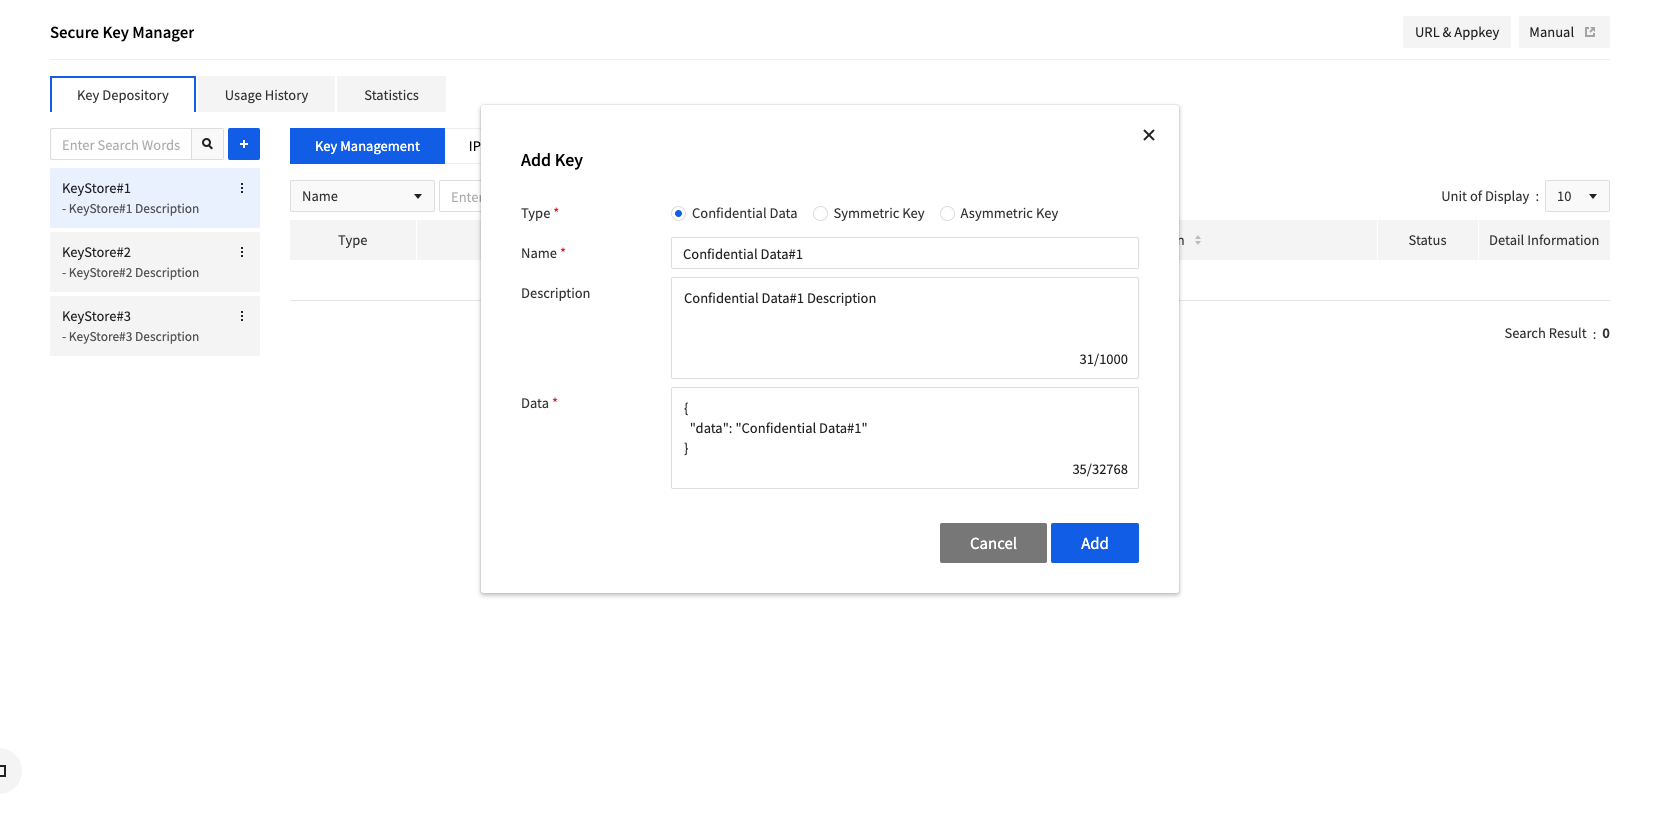 Secure Key Manager
URL & Appkey
Manual
Key Depository
Usage History
Statistics
Enter Search Words
+
KeyStore#1
- KeyStore#1 Description
KeyStore#2
- KeyStore#2 Description
KeyStore#3
- KeyStore#3 Description
Key Management
IP
Name
Enter
Unit of Display :
10
Type
Status
Detail Information
Search Result : 0
Add Key
Type *
Confidential Data
Symmetric Key
Asymmetric Key
Name *
Confidential Data#1
Description
Confidential Data#1 Description
31/1000
Data *
{
"data": "Confidential Data#1"
}
35/32768
Cancel
Add